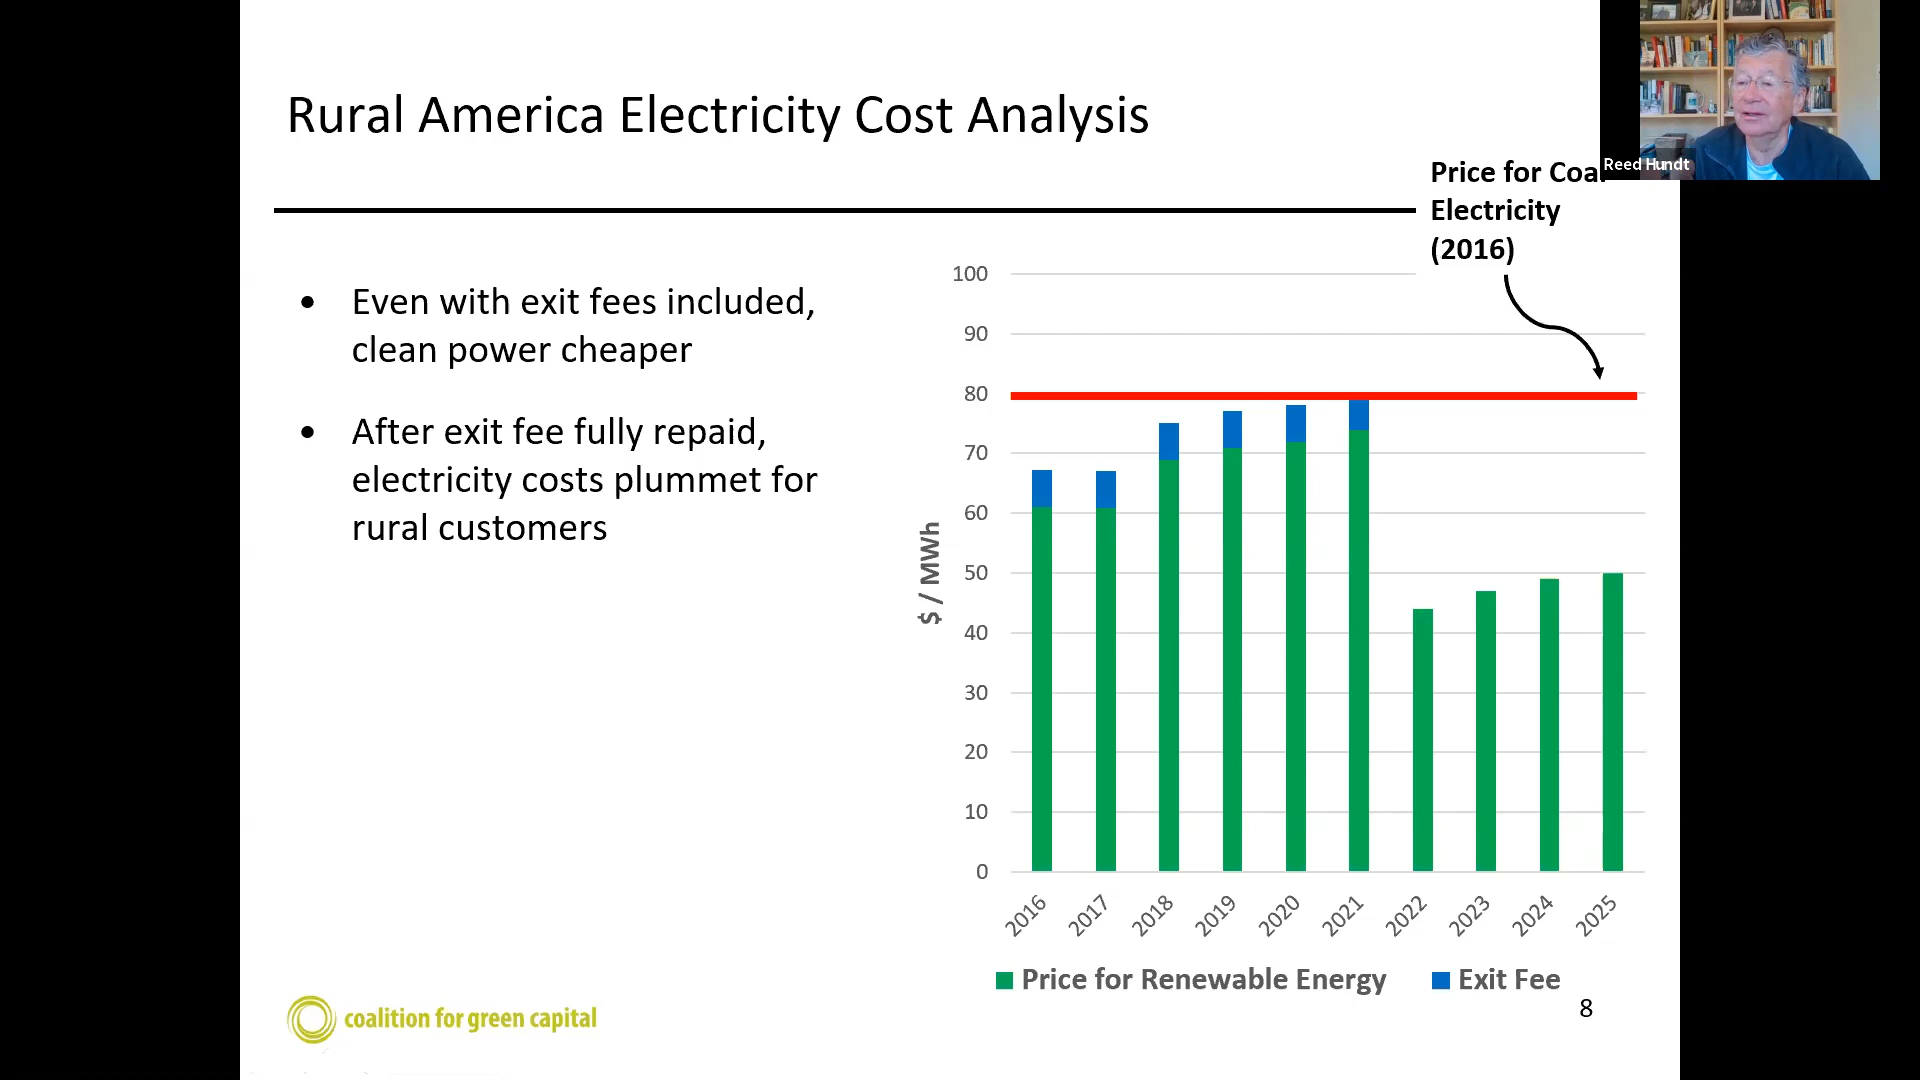 Rural America Electricity Cost Analysis
Reed Hundt
Price for Coal
Electricity
(2016)
• Even with exit fees included,
clean power cheaper
• After exit fee fully repaid,
electricity costs plummet for
rural customers
$ / MWh
100
90
80
70
60
50
40
30
20
10
0
2016 2017 2018 2019 2020 2021 2022 2023 2024 2025
Price for Renewable Energy Exit Fee
coalition for green capital
8